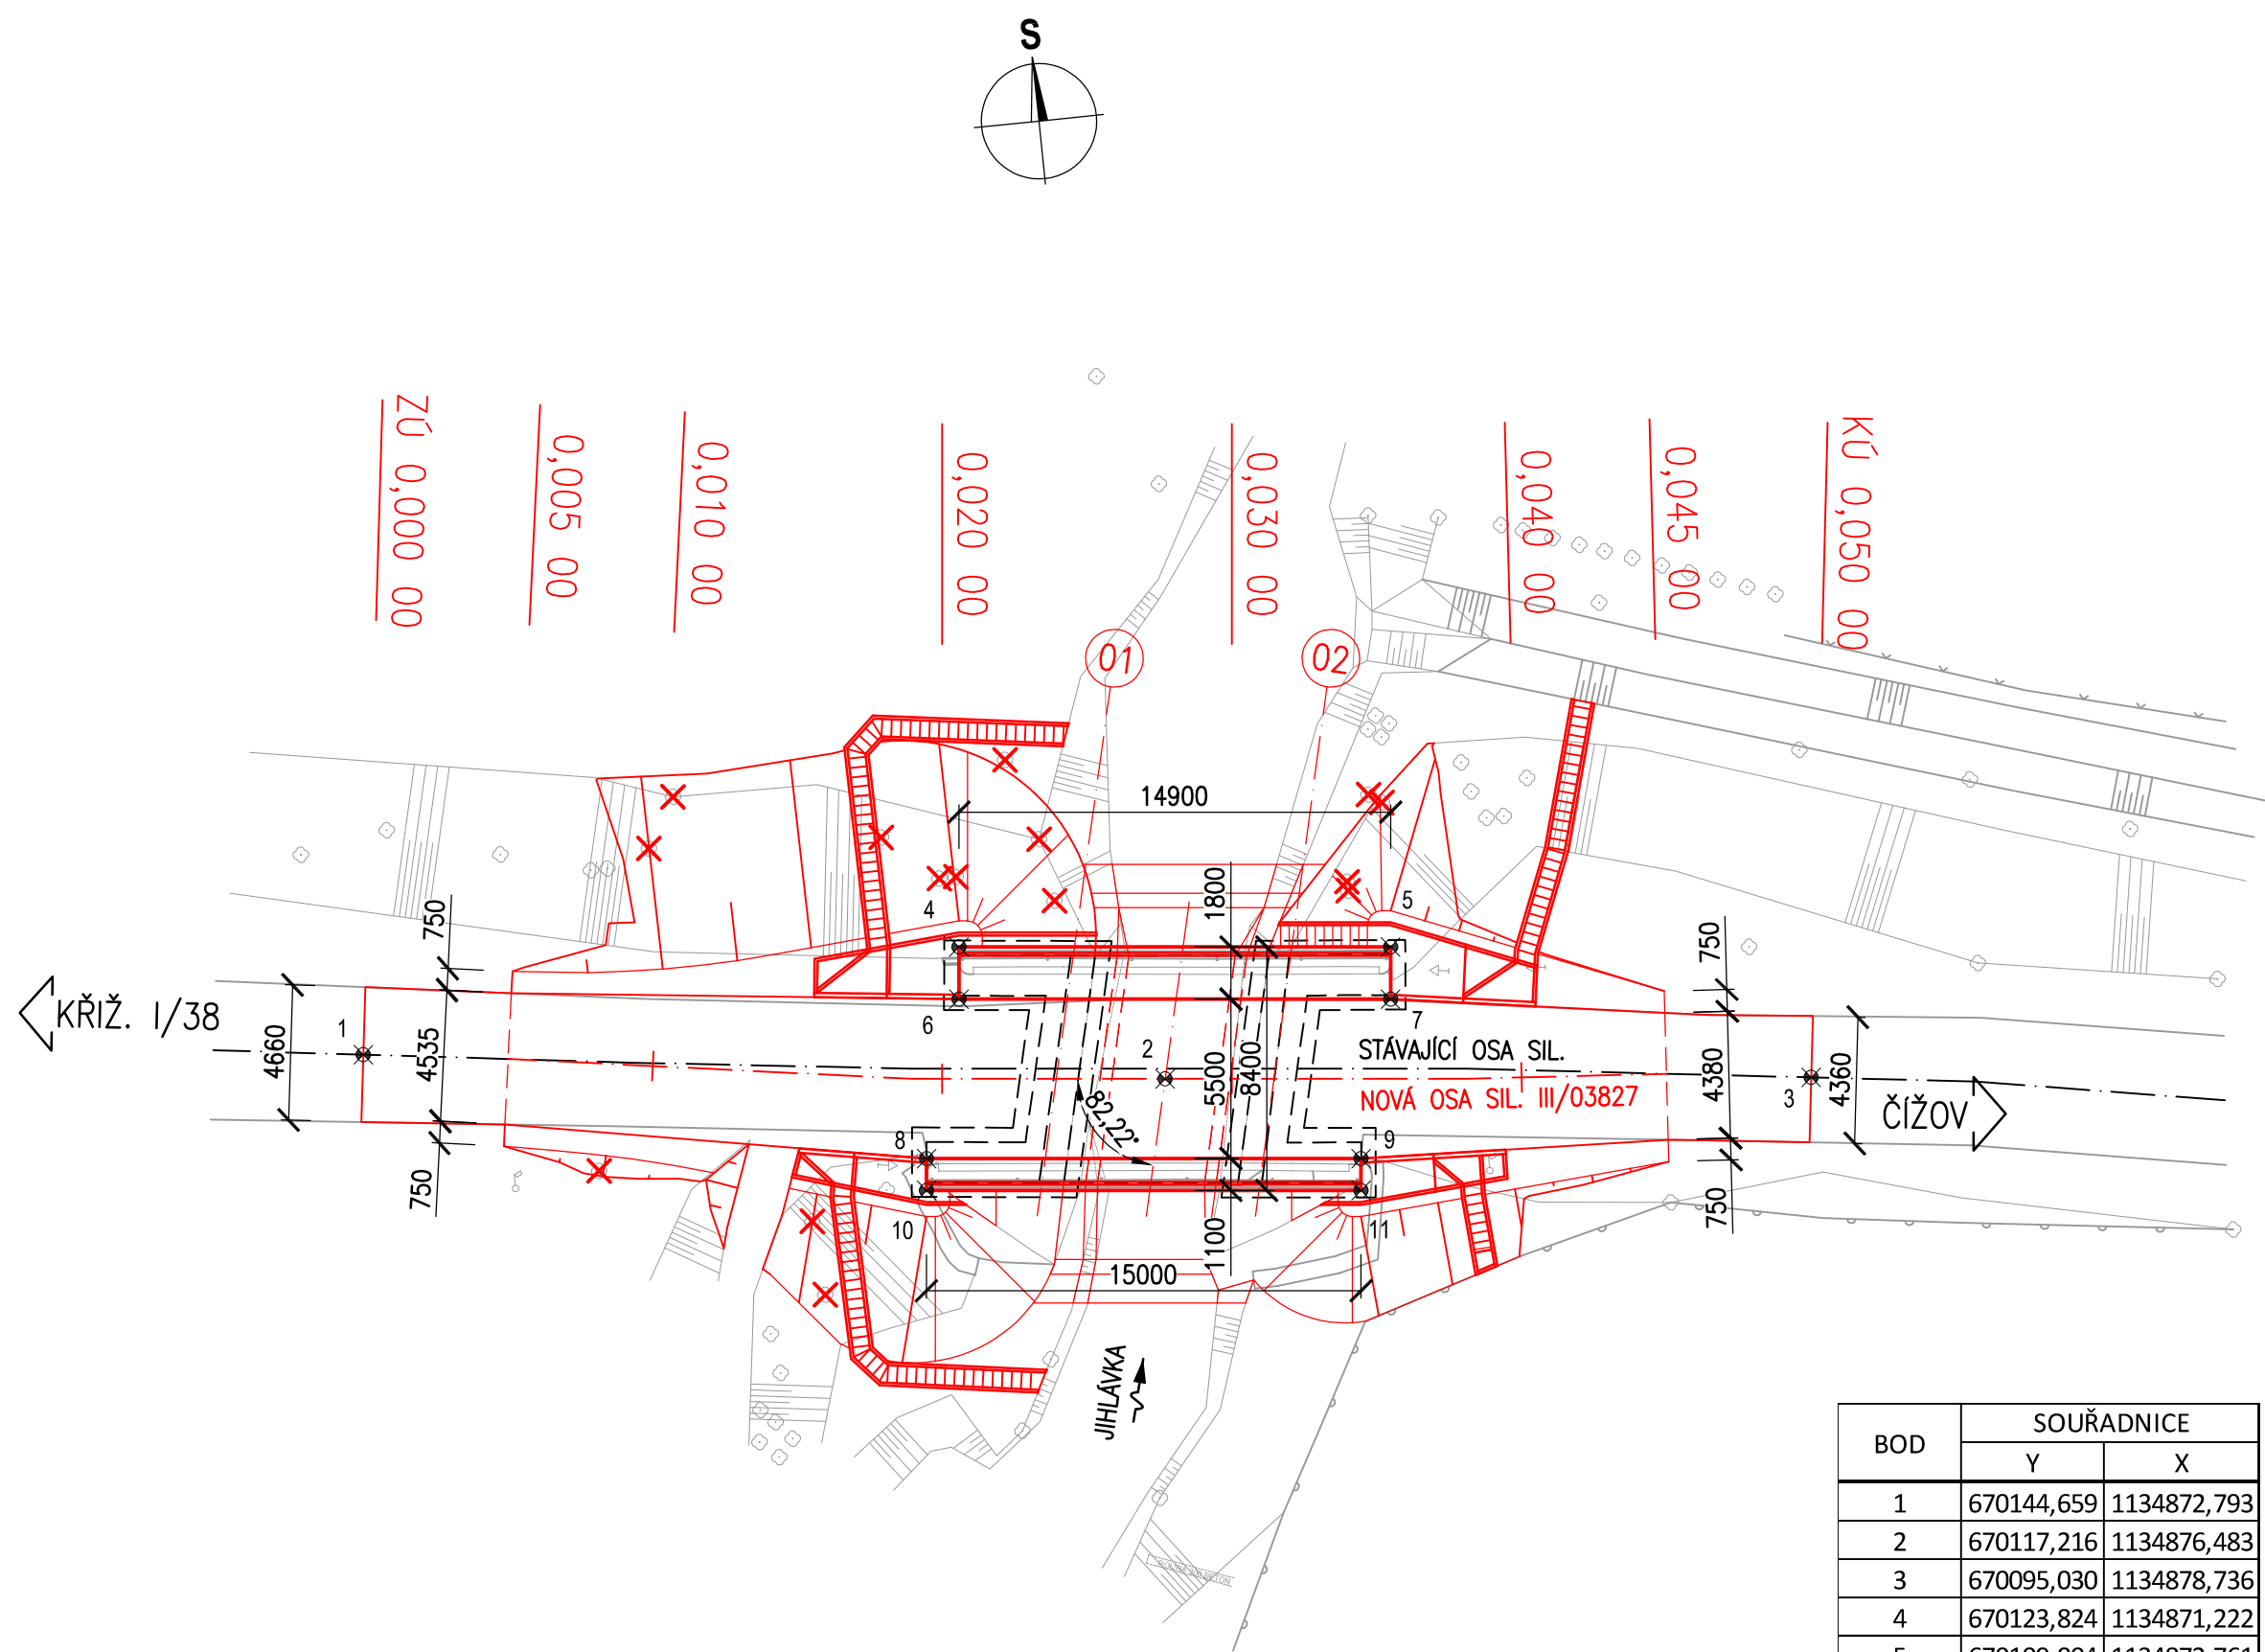 S
ZÚ 0,000 00
0,005 00
0,010 00
0,020 00
0,030 00
0,040 00
0,045 00
KÚ 0,050 00
01
02
14900
1800
4
5
750
750
6
7
KŘIŽ. I/38
1
4660
4535
2
STÁVAJÍCÍ OSA SIL.
NOVÁ OSA SIL. III/03827
5500
8400
82,22°
4380
3
4360
ČÍŽOV
8
9
750
750
10
11
1100
15000
JIHLÁVKA
BOD
SOUŘADNICE
Y
X
1 670144,659 1134872,793
2 670117,216 1134876,483
3 670095,030 1134878,736
4 670123,824 1134871,222